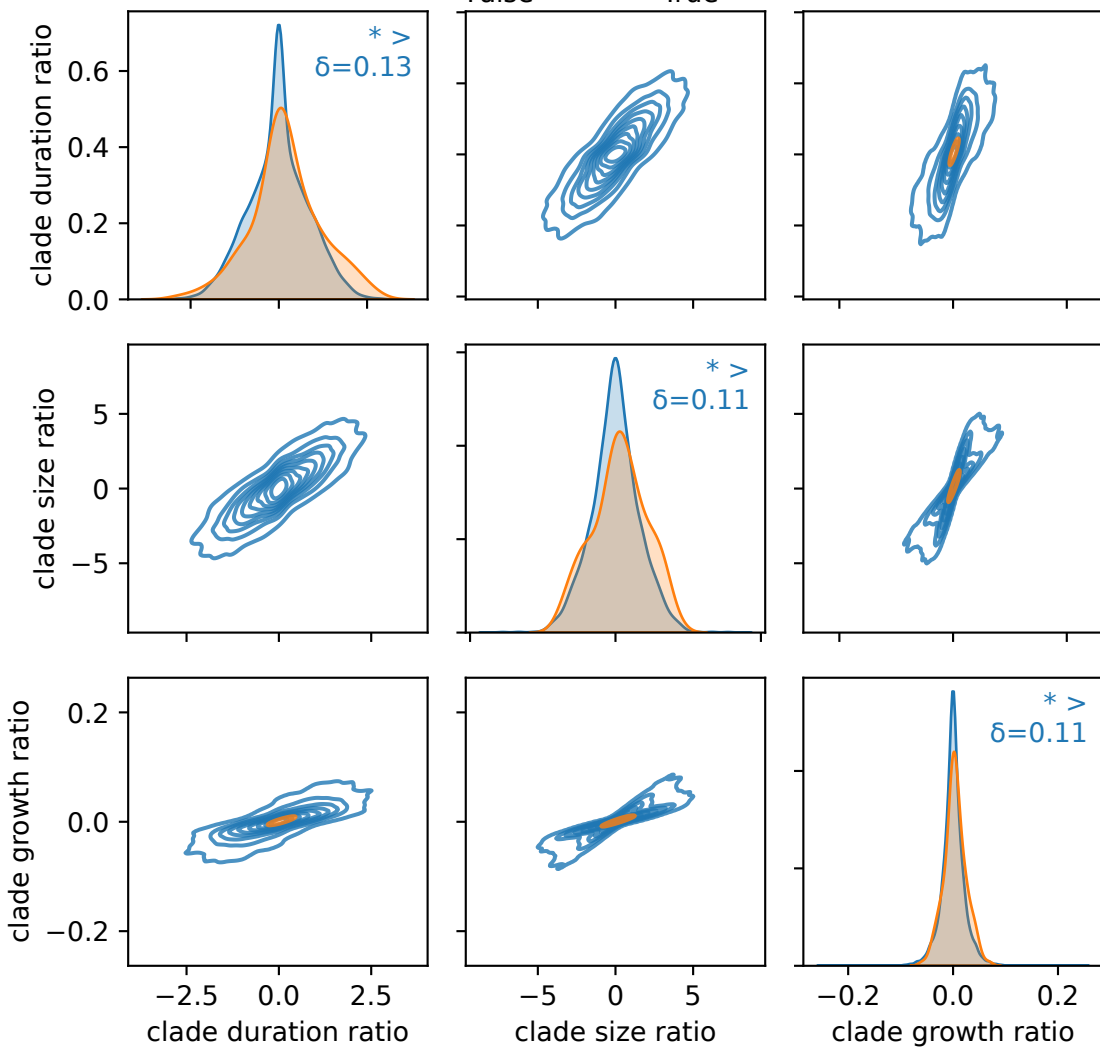 clade duration ratio
0.6
0.4
0.2
0.0
* >
δ=0.13
clade size ratio
5
0
−5
* >
δ=0.11
clade growth ratio
0.2
0.0
−0.2
* >
δ=0.11
−2.5 0.0 2.5
−5 0 5
−0.2 0.0 0.2
clade duration ratio
clade size ratio
clade growth ratio